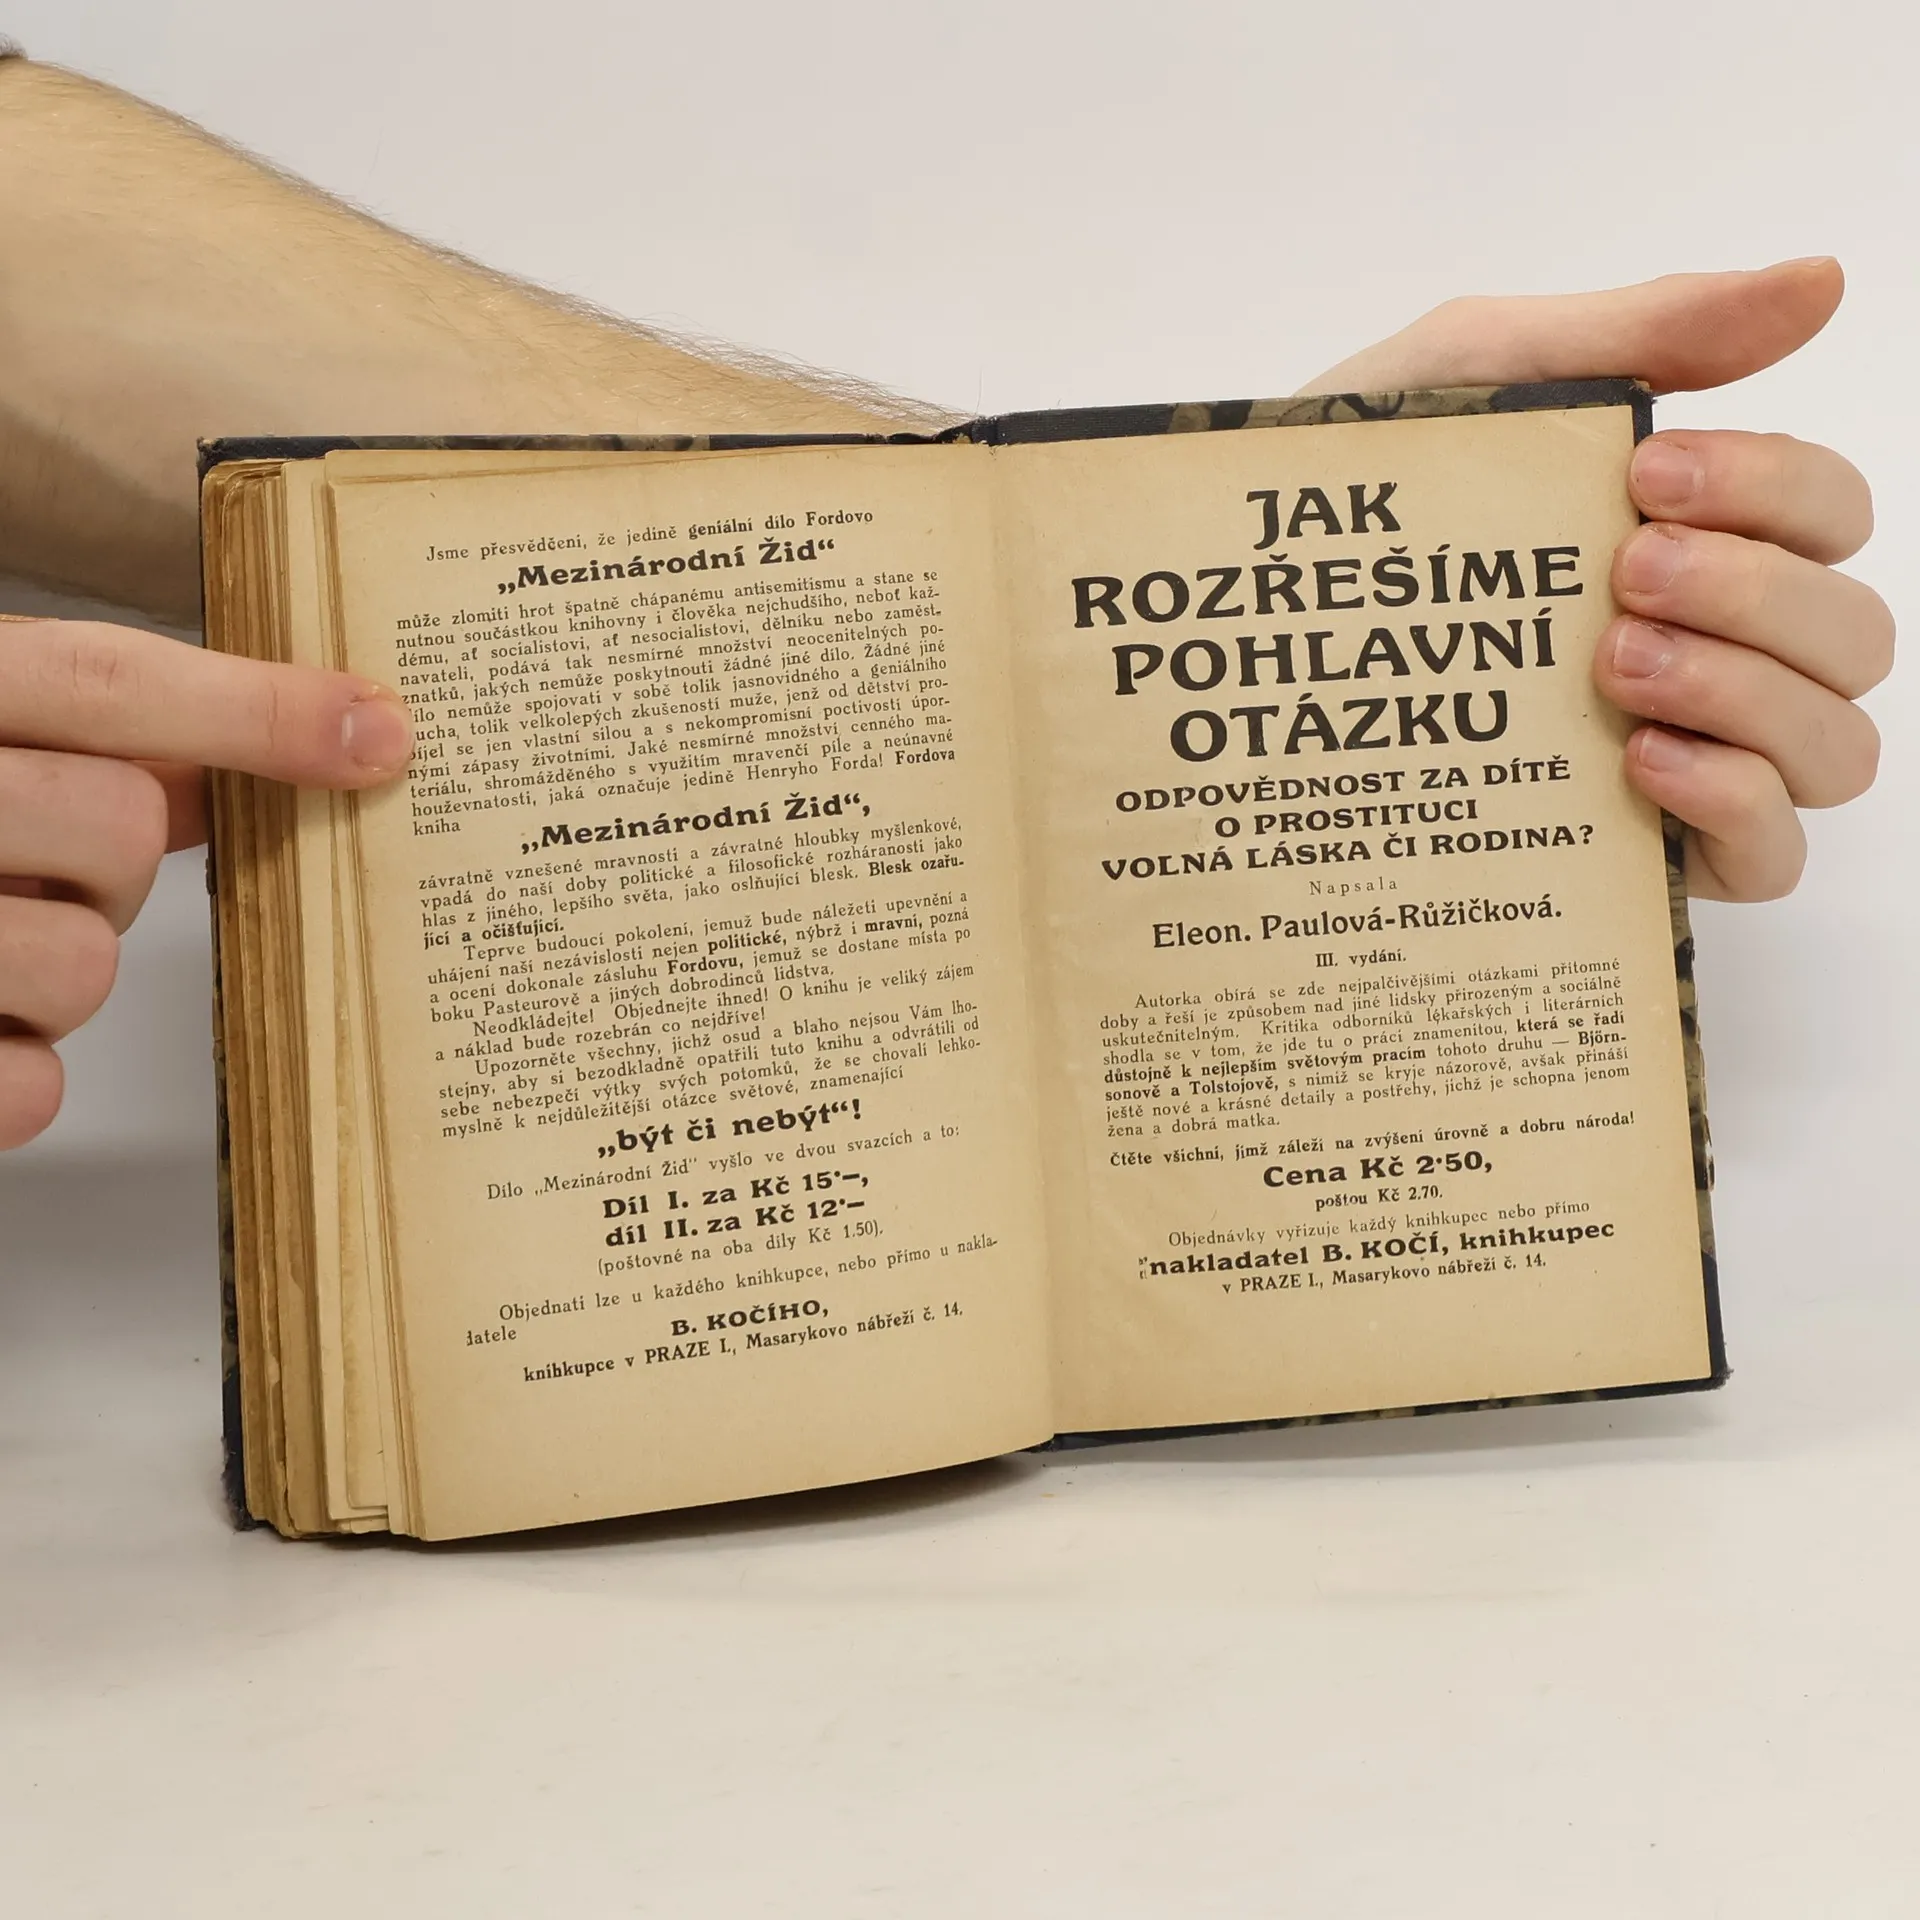 Jsme přesvědčeni, že jedině geniální dílo Fordovo
„Mezinárodní Žid“
může zlomiti hrot špatně chápanému antisemitismu a stane se
nutnou součástkou knihovny i člověka nejchudšího, neboť kaž-
dému, ať socialistovi, ať nesocialistovi, dělníku nebo zaměst-
navateli, podává tak nesmírné množství neocenitelných po-
znatků, jakých nemůže poskytnouti žádné jiné dílo. Žádné jiné
ílo nemůže spojovati v sobě tolik jasnovidného a geniálního
ucha, tolik velkolepých zkušeností muže, jenž od dětství pro-
bíjel se jen vlastní silou a s nekompromisní poctivostí úpor-
nými zápasy životními. Jaké nesmírné množství cenného ma-
teriálu, shromážděného s využitím mravenčí píle a neúnavné
houževnatosti, jaká označuje jedině Henryho Forda! Fordova
kniha
„Mezinárodní Žid“,
závratně vznešené mravnosti a závratné hloubky myšlenkové,
vpadá do naší doby politické a filosofické rozháranosti jako
hlas z jiného, lepšího světa, jako oslňující blesk. Blesk ozařu-
jící a očišťující.
Teprve budoucí pokolení, jemuž bude náležeti upevnění a
uhájení naší nezávislosti nejen politické, nýbrž i mravní, pozná
a ocení dokonale zásluhu Fordovu, jemuž se dostane místa po
boku Pasteurově a jiných dobrodinců lidstva.
Neodkládejte! Objednejte ihned! O knihu je veliký zájem
a náklad bude rozebrán co nejdříve!
Upozorněte všechny, jichž osud a blaho nejsou Vám lho-
stejny, aby si bezodkladně opatřili tuto knihu a odvrátili od
sebe nebezpečí výtky svých potomků, že se chovali lehko-
myslně k nejdůležitější otázce světové, znamenající
„být či nebýt“!
Dílo „Mezinárodní Žid“ vyšlo ve dvou svazcích a to:
Díl I. za Kč 15·–,
díl II. za Kč 12·–
(poštovné na oba díly Kč 1.50).
Objednati lze u každého knihkupce, nebo přímo u nakla-
datele
B. KOČÍHO,
knihkupce v PRAZE I., Masarykovo nábřeží č. 14.
JAK
ROZŘEŠÍME
POHLAVNÍ
OTÁZKU
ODPOVĚDNOST ZA DÍTĚ
O PROSTITUCI
VOLNÁ LÁSKA ČI RODINA?
Napsala
Eleon. Paulová-Růžičková.
III. vydání.
Autorka obírá se zde nejpalčivějšími otázkami přítomné
doby a řeší je způsobem nad jiné lidsky přirozeným a sociálně
uskutečnitelným. Kritika odborníků lékařských i literárních
shodla se v tom, že jde tu o práci znamenitou, která se řadí
důstojně k nejlepším světovým pracím tohoto druhu — Björn-
sonově a Tolstojově, s nimiž se kryje názorově, avšak přináší
ještě nové a krásné detaily a postřehy, jichž je schopna jenom
žena a dobrá matka.
Čtěte všichni, jimž záleží na zvýšení úrovně a dobru národa!
Cena Kč 2·50,
poštou Kč 2.70.
Objednávky vyřizuje každý knihkupec nebo přímo
nakladatel B. KOČÍ, knihkupec
v PRAZE I., Masarykovo nábřeží č. 14.